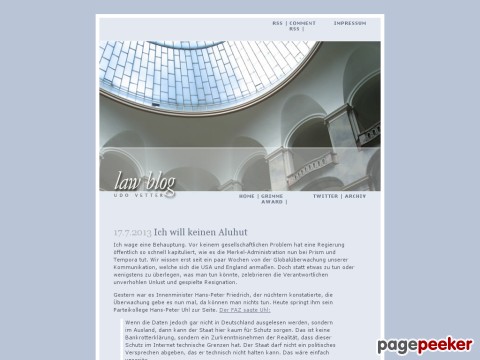 RSS | COMMENT IMPRESSUM
RSS |
law blog
UDO VETTER
HOME | GRIMME TWITTER | ARCHIV
AWARD |
17.7.2013 Ich will keinen Aluhut
Ich wage eine Behauptung. Vor keinem gesellschaftlichen Problem hat eine Regierung
öffentlich so schnell kapituliert, wie es die Merkel-Administration nun bei Prism und
Tempora tut. Wir wissen erst seit ein paar Wochen von der Globalüberwachung unserer
Kommunikation, welche sich die USA und England anmaßen. Doch statt etwas zu tun oder
wenigstens zu überlegen, was man tun könnte, zelebrieren die Verantwortlichen
unverhohlen Unlust und gespielte Resignation.
Gestern war es Innenminister Hans-Peter Friedrich, der nüchtern konstatierte, die
Überwachung gebe es nun mal, da können man nichts tun. Heute springt ihm sein
Parteikollege Hans-Peter Uhl zur Seite. Der FAZ sagte Uhl:
Wenn die Daten jedoch gar nicht in Deutschland ausgelesen werden, sondern
im Ausland, dann kann der Staat hier kaum für Schutz sorgen. Das ist keine
Bankrotterklärung, sondern ein Zurkenntnisnehmen der Realität, dass dieser
Schutz im Internet technische Grenzen hat. Der Staat darf nicht das politische
Versprechen abgeben, das er technisch nicht halten kann. Das wäre einfach
pagepeeker
.com